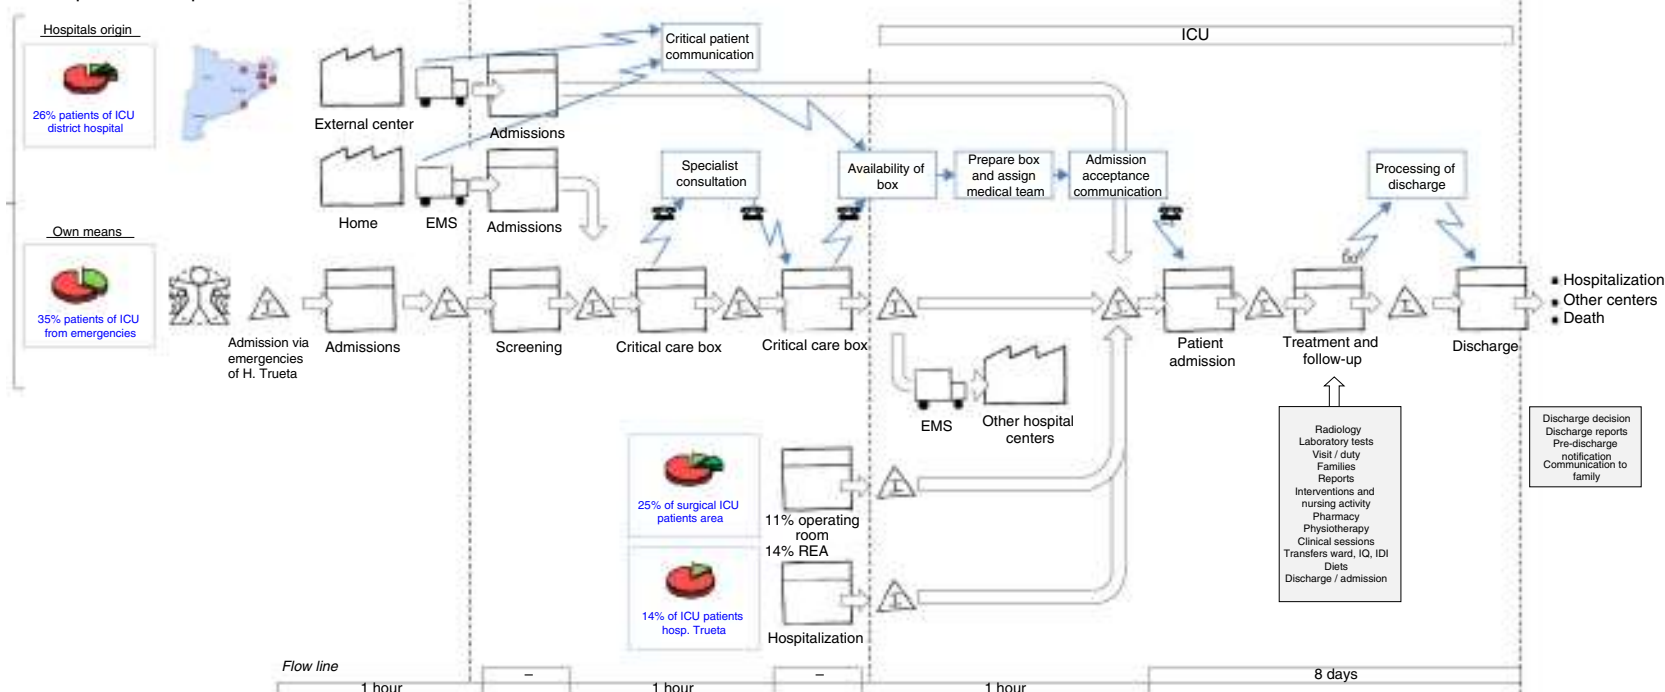 Hospitals origin
26% patients of ICU
district hospital
External center
Admissions
Critical patient
communication
ICU
Home
EMS
Admissions
Specialist
consultation
Availability of
box
Prepare box
and assign
medical team
Admission
acceptance
communication
Processing of
discharge
Own means
35% patients of ICU
from emergencies
Admission via
emergencies
of H. Trueta
Admissions
Screening
Critical care box
Critical care box
Patient
admission
Treatment and
follow-up
Discharge
Hospitalization
Other centers
Death
EMS
Other hospital
centers
25% of surgical ICU
patients area
11% operating
room
14% REA
14% of ICU patients
hosp. Trueta
Hospitalization
Radiology
Laboratory tests
Visit / duty
Families
Reports
Interventions and
nursing activity
Pharmacy
Physiotherapy
Clinical sessions
Transfers ward, IQ, IDI
Diets
Discharge / admission
Discharge decision
Discharge reports
Pre-discharge
notification
Communication to
family
Flow line
1 hour
–
1 hour
–
1 hour
8 days